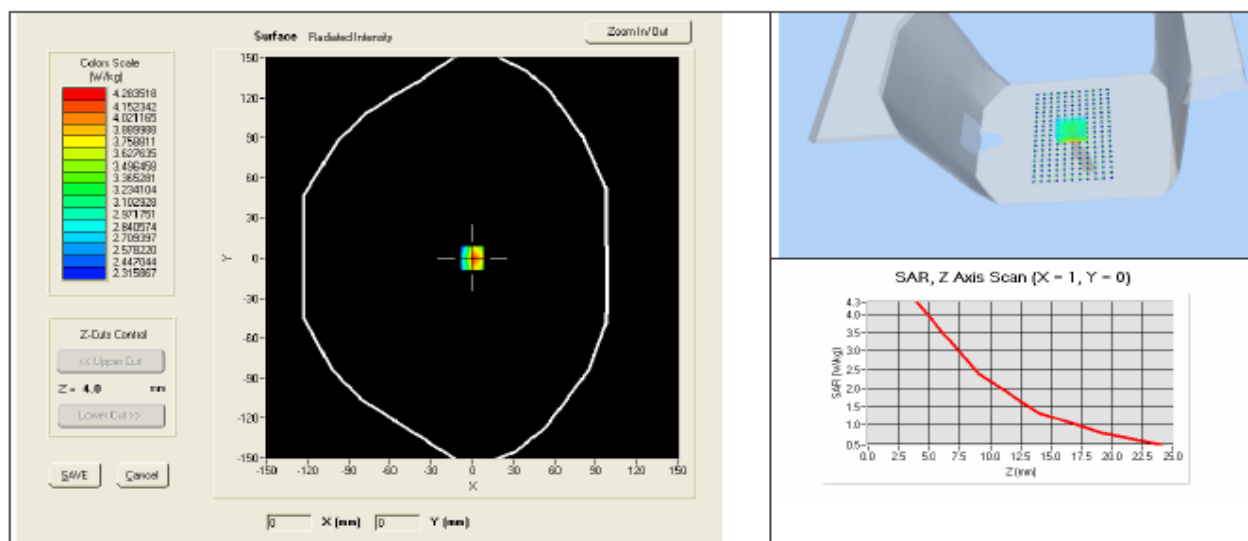 Surface Radiated Intensity
Zoom In/Out
Colors Scale
(W/kg)
4.283518
4.152342
4.021165
3.889988
3.758811
3.627635
3.496458
3.365281
3.234104
3.102928
2.971751
2.840574
2.709397
2.578220
2.447044
2.315867
Z-Cuts Control
<< Upper Cut
Z = 4.0 mm
Lower Cut >>
SAVE Cancel
150
120
90
60
30
0
-30
-60
-90
-120
-150
Y
-150 -120 -90 -60 -30 0 30 60 90 120 150
X
0 X (mm) 0 Y (mm)
SAR, Z Axis Scan (X = 1, Y = 0)
4.3
4.0
3.5
3.0
2.5
2.0
1.5
1.0
0.5
SAR (W/kg)
0.0 2.5 5.0 7.5 10.0 12.5 15.0 17.5 20.0 22.5 25.0
Z (mm)